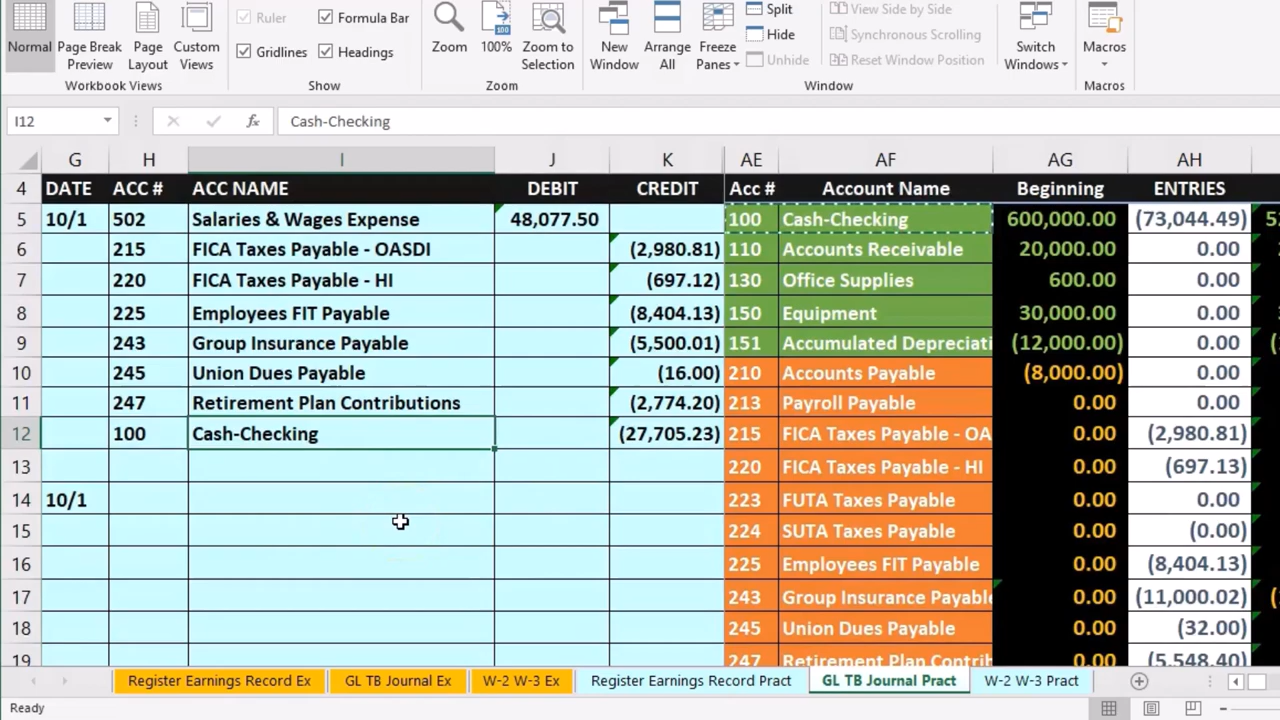 Normal Page Break Preview Page Layout Custom Views
Workbook Views
Ruler Formula Bar
Gridlines Headings
Show
Zoom 100% Zoom to Selection
Zoom
New Window Arrange All Freeze Panes
Split
Hide
Unhide
View Side by Side
Synchronous Scrolling
Reset Window Position
Window
Switch Windows
Macros
Macros
I12 fx Cash-Checking
G H I J K AE AF AG AH
4 DATE ACC # ACC NAME DEBIT CREDIT Acc # Account Name Beginning ENTRIES
5 10/1 502 Salaries & Wages Expense 48,077.50 100 Cash-Checking 600,000.00 (73,044.49)
6 215 FICA Taxes Payable - OASDI (2,980.81) 110 Accounts Receivable 20,000.00 0.00
7 220 FICA Taxes Payable - HI (697.12) 130 Office Supplies 600.00 0.00
8 225 Employees FIT Payable (8,404.13) 150 Equipment 30,000.00 0.00
9 243 Group Insurance Payable (5,500.01) 151 Accumulated Depreciati (12,000.00) 0.00
10 245 Union Dues Payable (16.00) 210 Accounts Payable (8,000.00) 0.00
11 247 Retirement Plan Contributions (2,774.20) 213 Payroll Payable 0.00 0.00
12 100 Cash-Checking (27,705.23) 215 FICA Taxes Payable - OA 0.00 (2,980.81)
13 220 FICA Taxes Payable - HI 0.00 (697.13)
14 10/1 223 FUTA Taxes Payable 0.00 0.00
15 224 SUTA Taxes Payable 0.00 (0.00)
16 225 Employees FIT Payable 0.00 (8,404.13)
17 243 Group Insurance Payable 0.00 (11,000.02)
18 245 Union Dues Payable 0.00 (32.00)
19 247 Retirement Plan Contrib 0.00 (5,548.40)
Register Earnings Record Ex GL TB Journal Ex W-2 W-3 Ex Register Earnings Record Pract GL TB Journal Pract W-2 W-3 Pract
Ready